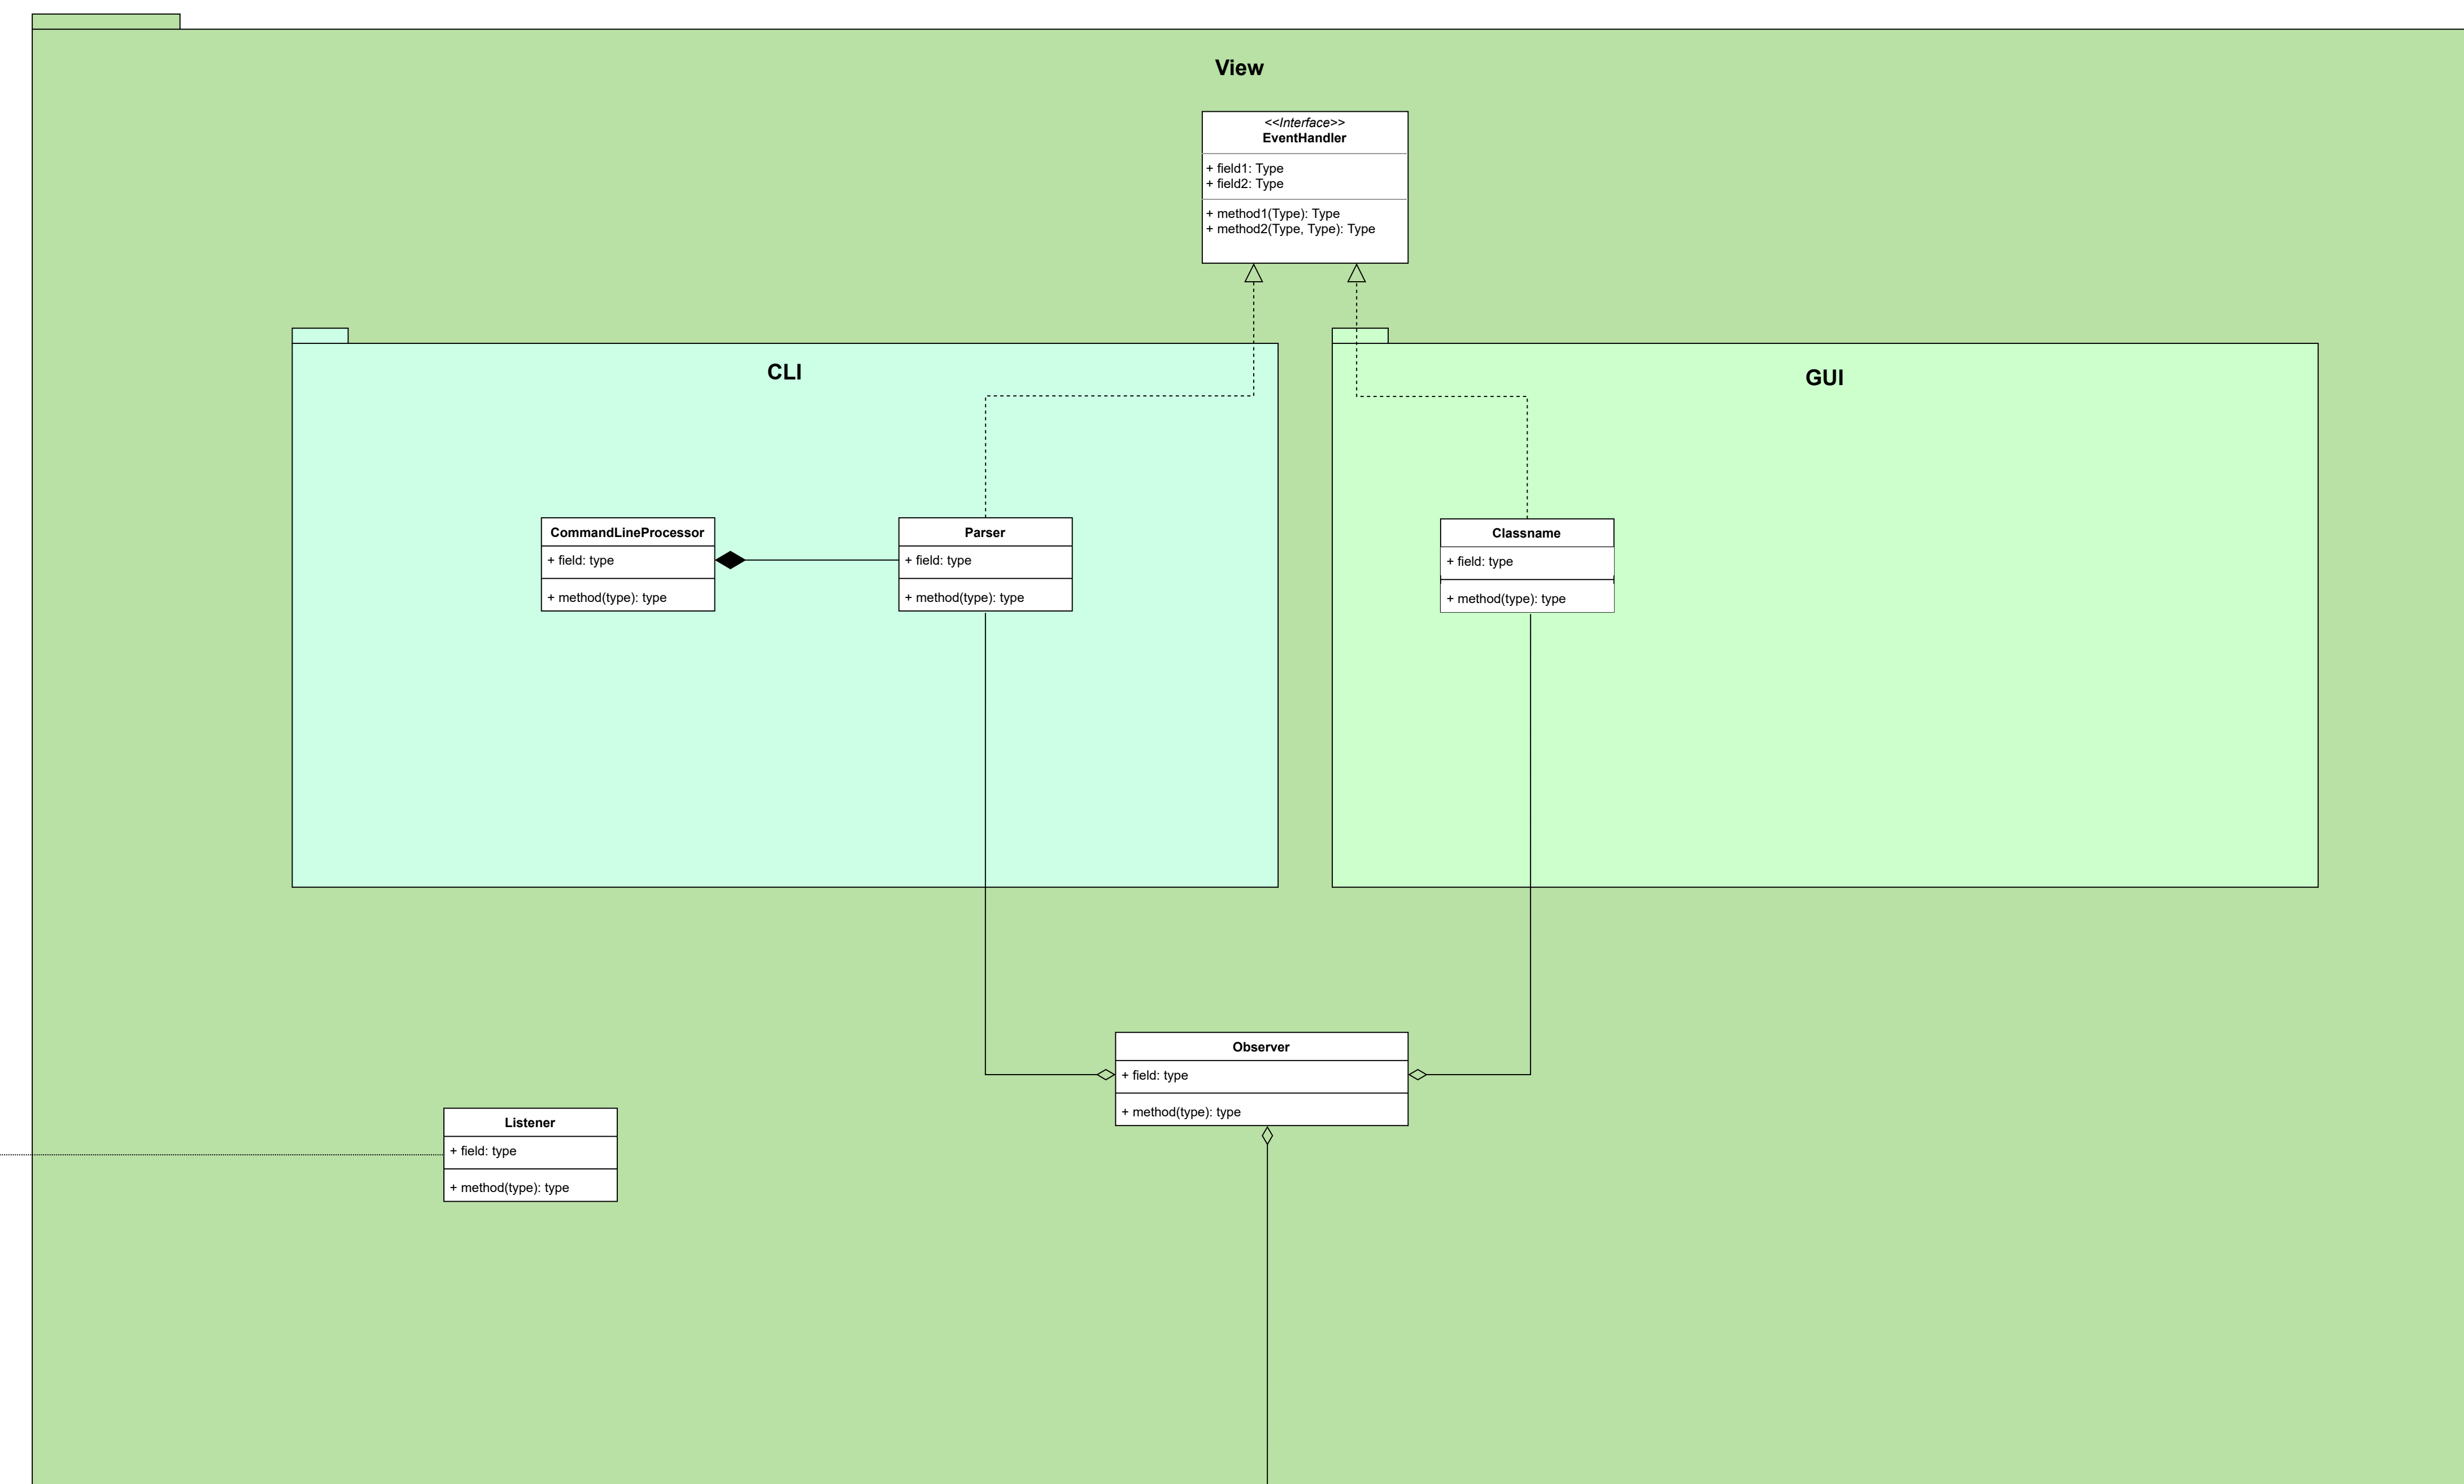 View
<<Interface>>
EventHandler
+ field1: Type
+ field2: Type
+ method1(Type): Type
+ method2(Type, Type): Type
CLI
GUI
CommandLineProcessor
+ field: type
+ method(type): type
Parser
+ field: type
+ method(type): type
Classname
+ field: type
+ method(type): type
Observer
+ field: type
+ method(type): type
Listener
+ field: type
+ method(type): type